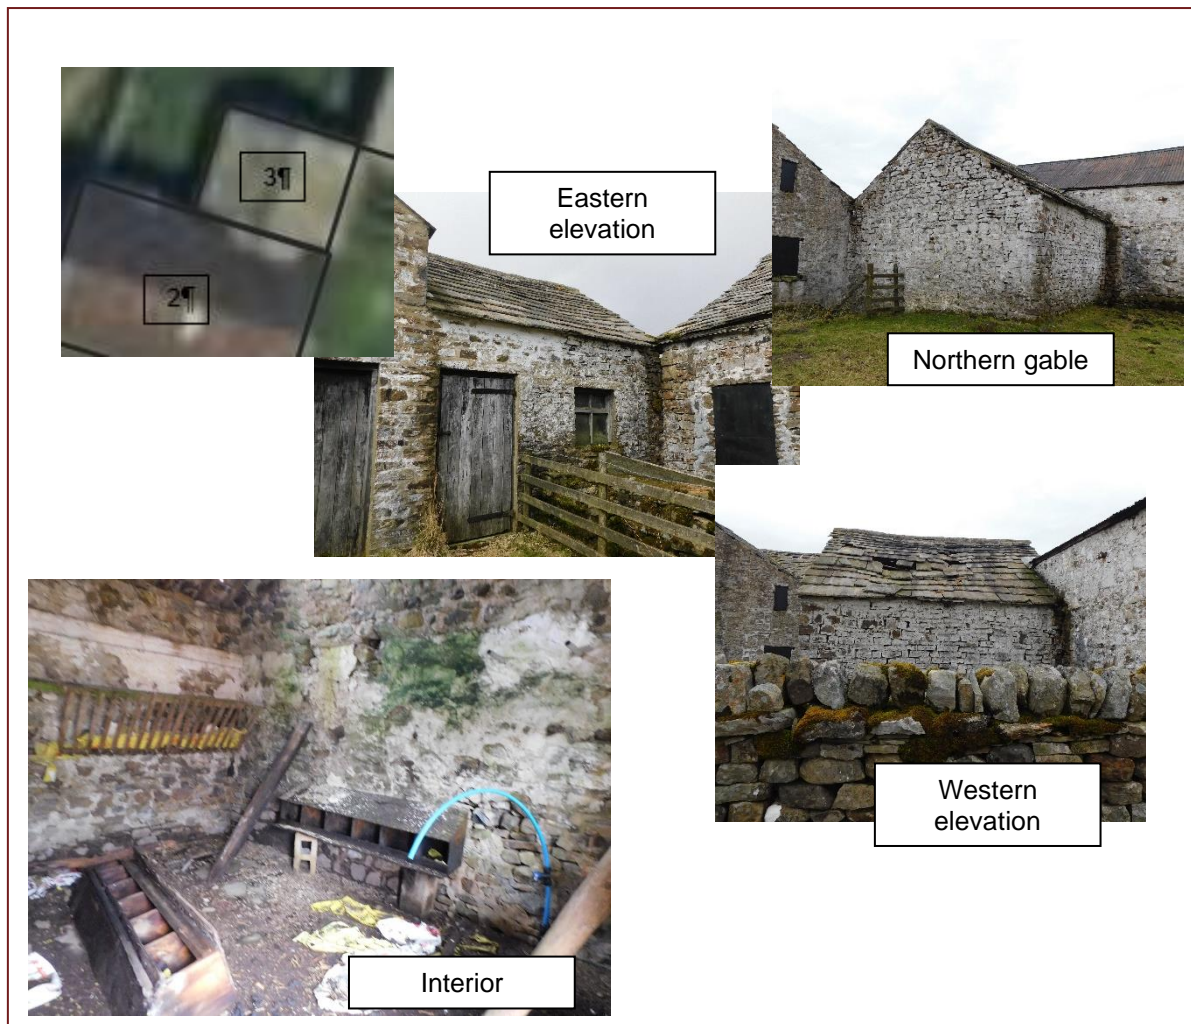 3¶
2¶
Eastern
elevation
Northern gable
Western
elevation
Interior